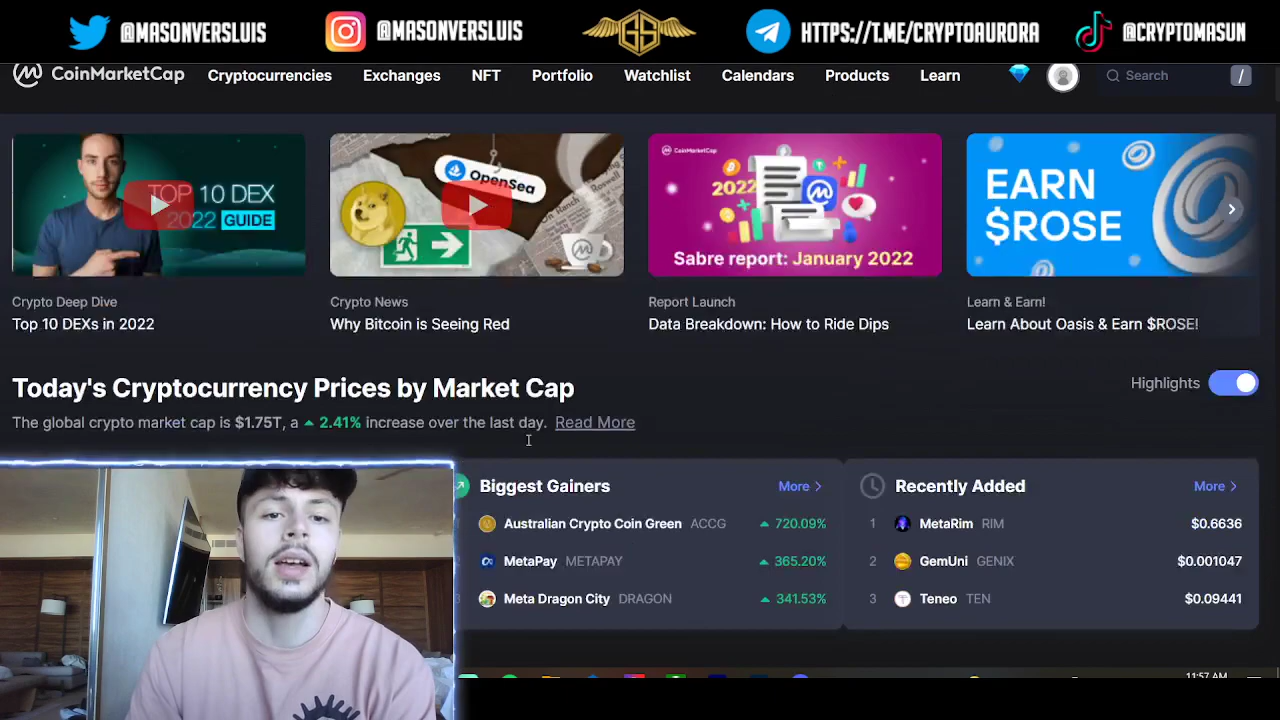 @MASONVERSLUIS
@MASONVERSLUIS
GS
HTTPS://T.ME/CRYPTOAURORA
@CRYPTOMASUN
CoinMarketCap
Cryptocurrencies
Exchanges
NFT
Portfolio
Watchlist
Calendars
Products
Learn
Search
/
TOP 10 DEX
2022 GUIDE
OpenSea
CoinMarketCap
2022
Sabre report: January 2022
EARN
$ROSE
Crypto Deep Dive
Top 10 DEXs in 2022
Crypto News
Why Bitcoin is Seeing Red
Report Launch
Data Breakdown: How to Ride Dips
Learn & Earn!
Learn About Oasis & Earn $ROSE!
Today's Cryptocurrency Prices by Market Cap
Highlights
The global crypto market cap is $1.75T, a 2.41% increase over the last day. Read More
Biggest Gainers More
Australian Crypto Coin Green ACCG 720.09%
MetaPay METAPAY 365.20%
3 Meta Dragon City DRAGON 341.53%
Recently Added More
1 MetaRim RIM $0.6636
2 GemUni GENIX $0.001047
3 Teneo TEN $0.09441
11:57 AM